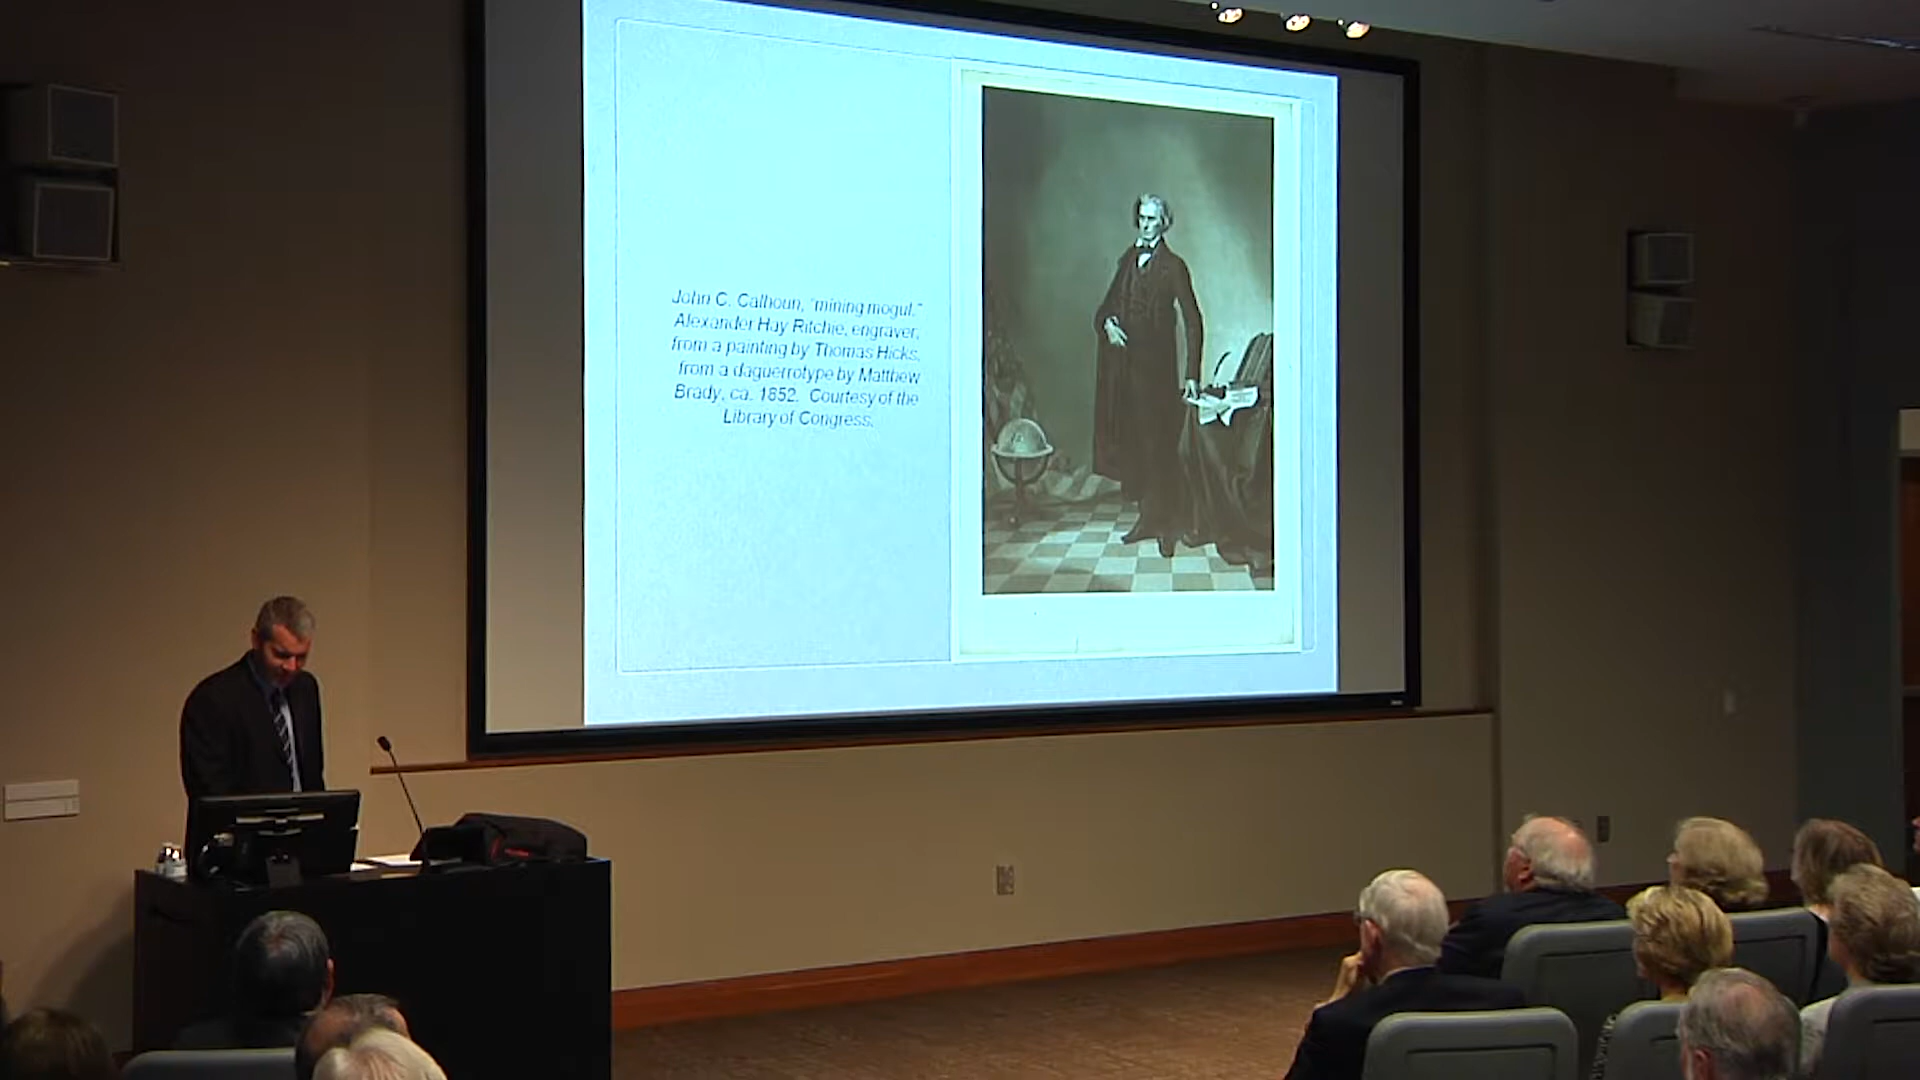 John C. Calhoun, "mining mogul."
Alexander Hay Ritchie, engraver,
from a painting by Thomas Hicks,
from a daguerrotype by Matthew
Brady, ca. 1852. Courtesy of the
Library of Congress.